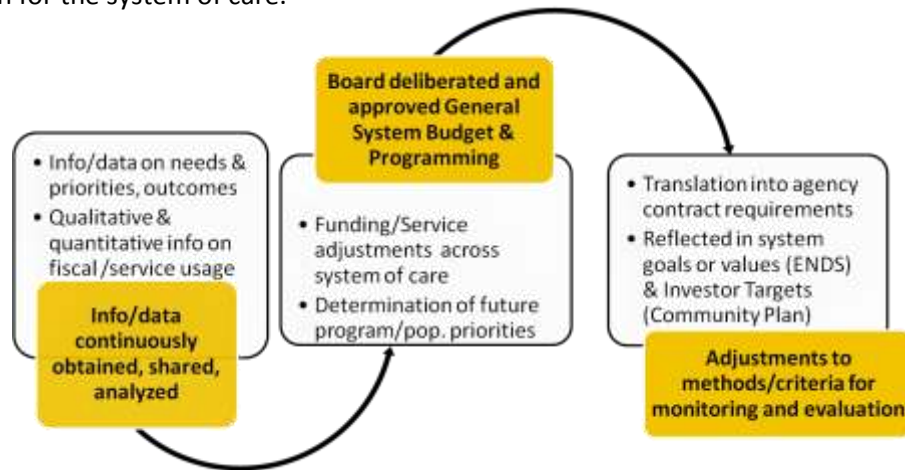 for the system of care.
Board deliberated and
approved General
System Budget &
Programming
• Info/data on needs &
priorities, outcomes
• Qualitative &
quantitative info on
fiscal/service usage
Info/data
continuously
obtained, shared,
analyzed
• Funding/Service
adjustments across
system of care
• Determination of future
program/pop. priorities
• Translation into agency
contract requirements
• Reflected in system
goals or values (ENDS)
& Investor Targets
(Community Plan)
Adjustments to
methods/criteria for
monitoring and evaluation